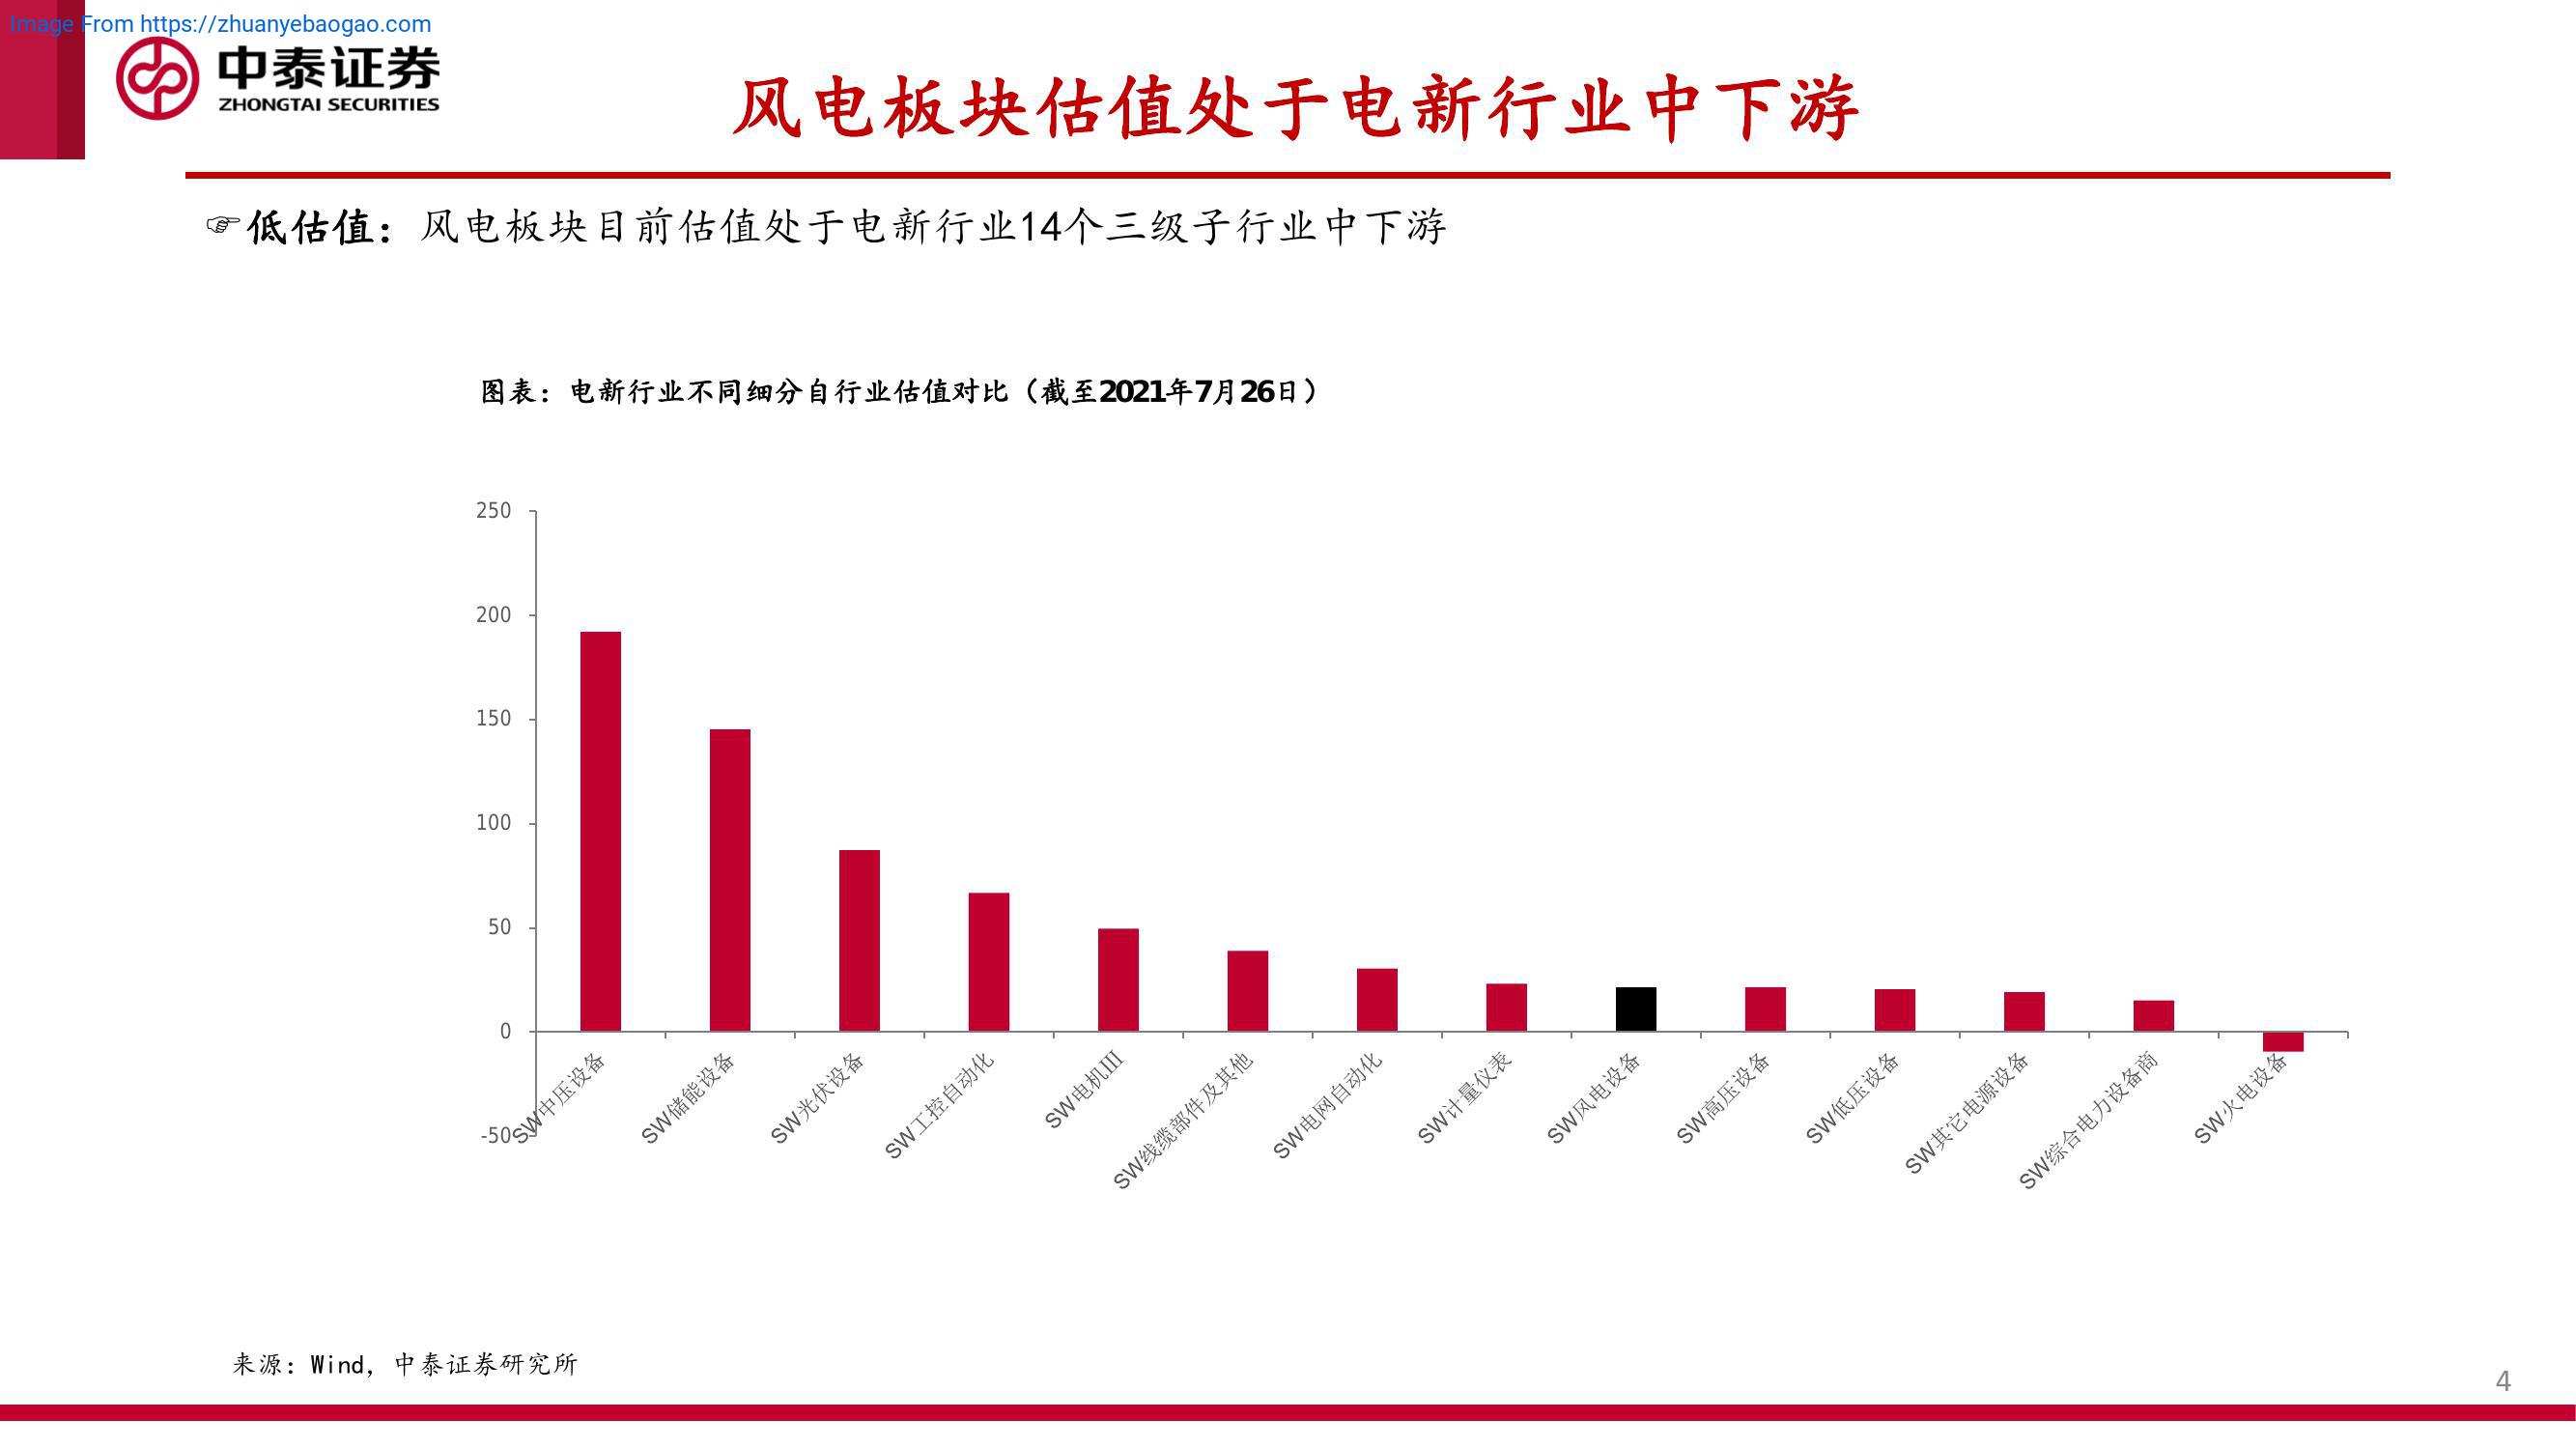 Image From https://zhuanyebaogao.com
中泰证券
ZHONGTAI SECURITIES
风电板块估值处于电新行业中下游
☞低估值：风电板块目前估值处于电新行业14个三级子行业中下游
图表：电新行业不同细分自行业估值对比（截至2021年7月26日）
250
200
150
100
50
0
-50
SW中压设备
SW储能设备
SW光伏设备
SW工控自动化
SW电机III
SW线缆部件及其他
SW电网自动化
SW计量仪表
SW风电设备
SW高压设备
SW低压设备
SW其它电源设备
SW综合电力设备商
SW火电设备
来源：Wind，中泰证券研究所
4